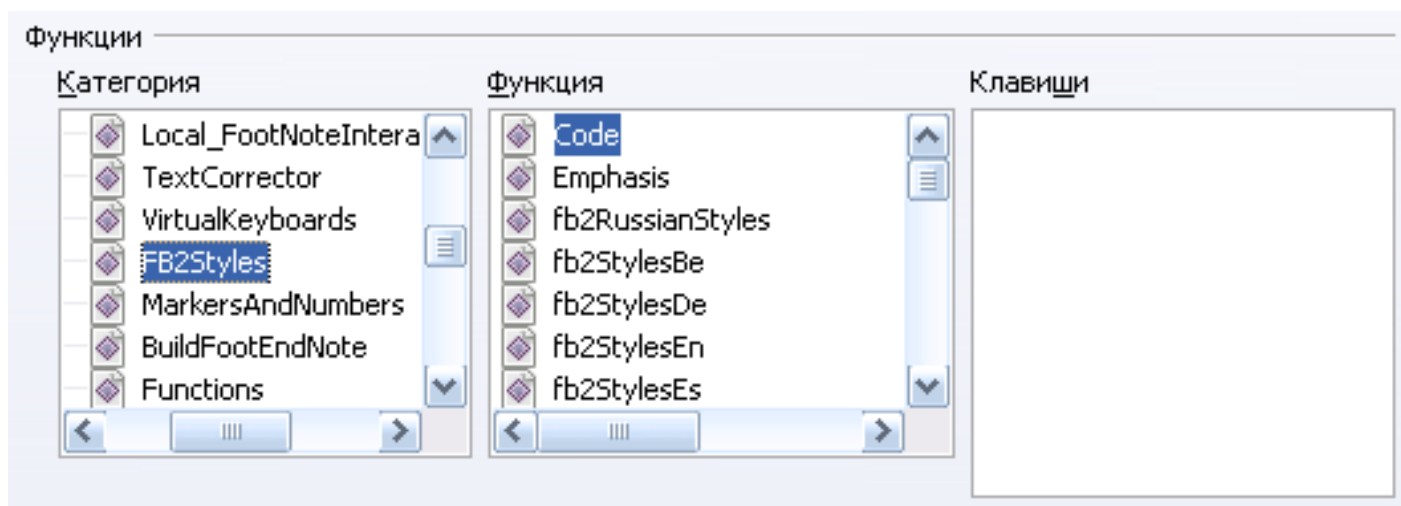 Функции
Категория
Local_FootNoteIntera
TextCorrector
VirtualKeyboards
FB2Styles
MarkersAndNumbers
BuildFootEndNote
Functions
Функция
Code
Emphasis
fb2RussianStyles
fb2StylesBe
fb2StylesDe
fb2StylesEn
fb2StylesEs
Клавиши